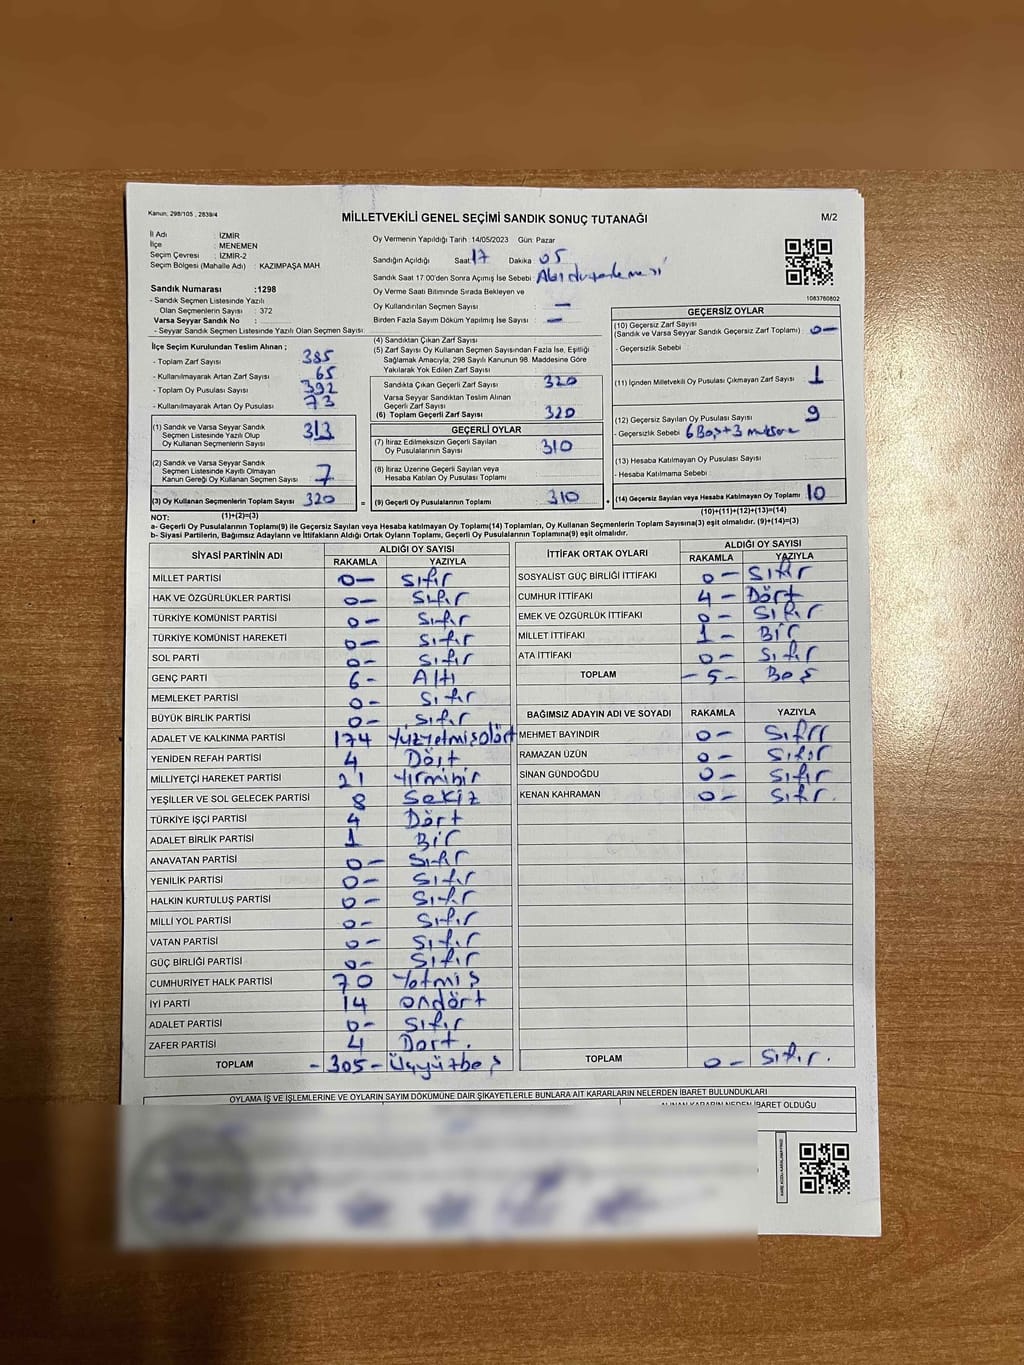 Kanun; 298/105 , 2839/4
MİLLETVEKİLİ GENEL SEÇİMİ SANDIK SONUÇ TUTANAĞI
M/2
İl Adı : İZMİR
İlçe : MENEMEN
Seçim Çevresi : İZMİR-2
Seçim Bölgesi (Mahalle Adı) : KAZIMPAŞA MAH
Sandık Numarası :1298
- Sandık Seçmen Listesinde Yazılı
Olan Seçmenlerin Sayısı : 372
Varsa Seyyar Sandık No :
- Seyyar Sandık Seçmen Listesinde Yazılı Olan Seçmen Sayısı:
Oy Vermenin Yapıldığı Tarih :14/05/2023 Gün: Pazar
Sandığın Açıldığı Saat:17 Dakika : 05
Sandık Saat 17:00'den Sonra Açımış İse Sebebi :
Oy Verme Saati Bitiminde Sırada Bekleyen ve
Oy Kullandırılan Seçmen Sayısı : —
Birden Fazla Sayım Döküm Yapılmış İse Sayısı : —
1083760802
İlçe Seçim Kurulundan Teslim Alınan ;
- Toplam Zarf Sayısı : 385
- Kullanılmayarak Artan Zarf Sayısı : 65
- Toplam Oy Pusulası Sayısı : 392
- Kullanılmayarak Artan Oy Pusulası : 73
(1) Sandık ve Varsa Seyyar Sandık
Seçmen Listesinde Yazılı Olup
Oy Kullanan Seçmenlerin Sayısı : 313
(2) Sandık ve Varsa Seyyar Sandık
Seçmen Listesinde Kayıtlı Olmayan
Kanun Gereği Oy Kullanan Seçmen Sayısı : 7
(3) Oy Kullanan Seçmenlerin Toplam Sayısı : 320
(4) Sandıktan Çıkan Zarf Sayısı
(5) Zarf Sayısı Oy Kullanan Seçmen Sayısından Fazla İse, Eşitliği
Sağlamak Amacıyla, 298 Sayılı Kanunun 98. Maddesine Göre
Yakılarak Yok Edilen Zarf Sayısı :
Sandıkta Çıkan Geçerli Zarf Sayısı : 320
Varsa Seyyar Sandıktan Teslim Alınan
Geçerli Zarf Sayısı :
(6) Toplam Geçerli Zarf Sayısı : 320
GEÇERLİ OYLAR
(7) İtiraz Edilmeksizin Geçerli Sayılan
Oy Pusulalarının Sayısı : 310
(8) İtiraz Üzerine Geçerli Sayılan veya
Hesaba Katılan Oy Pusulası Toplamı :
= (9) Geçerli Oy Pusulalarının Toplamı : 310
GEÇERSİZ OYLAR
(10) Geçersiz Zarf Sayısı
(Sandık ve Varsa Seyyar Sandık Geçersiz Zarf Toplamı) : 0—
- Geçersizlik Sebebi :
(11) İçinden Milletvekili Oy Pusulası Çıkmayan Zarf Sayısı : 1
(12) Geçersiz Sayılan Oy Pusulası Sayısı : 9
- Geçersizlik Sebebi : 6 Boş+3
(13) Hesaba Katılmayan Oy Pusulası Sayısı :
- Hesaba Katılmama Sebebi :
+ (14) Geçersiz Sayılan veya Hesaba Katılmayan Oy Toplamı : 10
NOT: (1)+(2)=(3)
(10)+(11)+(12)+(13)=(14)
a- Geçerli Oy Pusulalarının Toplamı(9) ile Geçersiz Sayılan veya Hesaba katılmayan Oy Toplamı(14) Toplamları, Oy Kullanan Seçmenlerin Toplam Sayısına(3) eşit olmalıdır. (9)+(14)=(3)
b- Siyasi Partilerin, Bağımsız Adayların ve İttifakların Aldığı Ortak Oyların Toplamı, Geçerli Oy Pusulalarının Toplamına(9) eşit olmalıdır.
SİYASİ PARTİNİN ADI ALDIĞI OY SAYISI
RAKAMLA YAZIYLA
MİLLET PARTİSİ 0— Sıfır
HAK VE ÖZGÜRLÜKLER PARTİSİ 0— Sıfır
TÜRKİYE KOMÜNİST PARTİSİ 0— Sıfır
TÜRKİYE KOMÜNİST HAREKETİ 0— Sıfır
SOL PARTİ 0— Sıfır
GENÇ PARTİ 6- Altı
MEMLEKET PARTİSİ 0- Sıfır
BÜYÜK BİRLİK PARTİSİ 0— Sıfır
ADALET VE KALKINMA PARTİSİ 174 Yüzyetmişdört
YENİDEN REFAH PARTİSİ 4 Dört
MİLLİYETÇİ HAREKET PARTİSİ 21 Yirmibir
YEŞİLLER VE SOL GELECEK PARTİSİ 8 Sekiz
TÜRKİYE İŞÇİ PARTİSİ 4 Dört
ADALET BİRLİK PARTİSİ 1 Bir
ANAVATAN PARTİSİ 0— Sıfır
YENİLİK PARTİSİ 0— Sıfır
HALKIN KURTULUŞ PARTİSİ 0— Sıfır
MİLLİ YOL PARTİSİ 0- Sıfır
VATAN PARTİSİ 0— Sıfır
GÜÇ BİRLİĞİ PARTİSİ 0- Sıfır
CUMHURİYET HALK PARTİSİ 70 Yetmiş
İYİ PARTİ 14 ondört
ADALET PARTİSİ 0- Sıfır
ZAFER PARTİSİ 4 Dört.
TOPLAM -305- Üçyüzbeş
İTTİFAK ORTAK OYLARI ALDIĞI OY SAYISI
RAKAMLA YAZIYLA
SOSYALİST GÜÇ BİRLİĞİ İTTİFAKI 0— Sıfır
CUMHUR İTTİFAKI 4— Dört
EMEK VE ÖZGÜRLÜK İTTİFAKI 0— Sıfır
MİLLET İTTİFAKI 1— Bir
ATA İTTİFAKI 0— Sıfır
TOPLAM -5- Beş
BAĞIMSIZ ADAYIN ADI VE SOYADI RAKAMLA YAZIYLA
MEHMET BAYINDIR 0— Sıfır
RAMAZAN ÜZÜN 0— Sıfır
SİNAN GÜNDOĞDU 0— Sıfır
KENAN KAHRAMAN 0— Sıfır.
TOPLAM 0— Sıfır.
OYLAMA İŞ VE İŞLEMLERİNE VE OYLARIN SAYIM DÖKÜMÜNE DAİR ŞİKAYETLERLE BUNLARA AİT KARARLARIN NELERDEN İBARET BULUNDUKLARI
ALINAN KARARIN NEDEN İBARET OLDUĞU